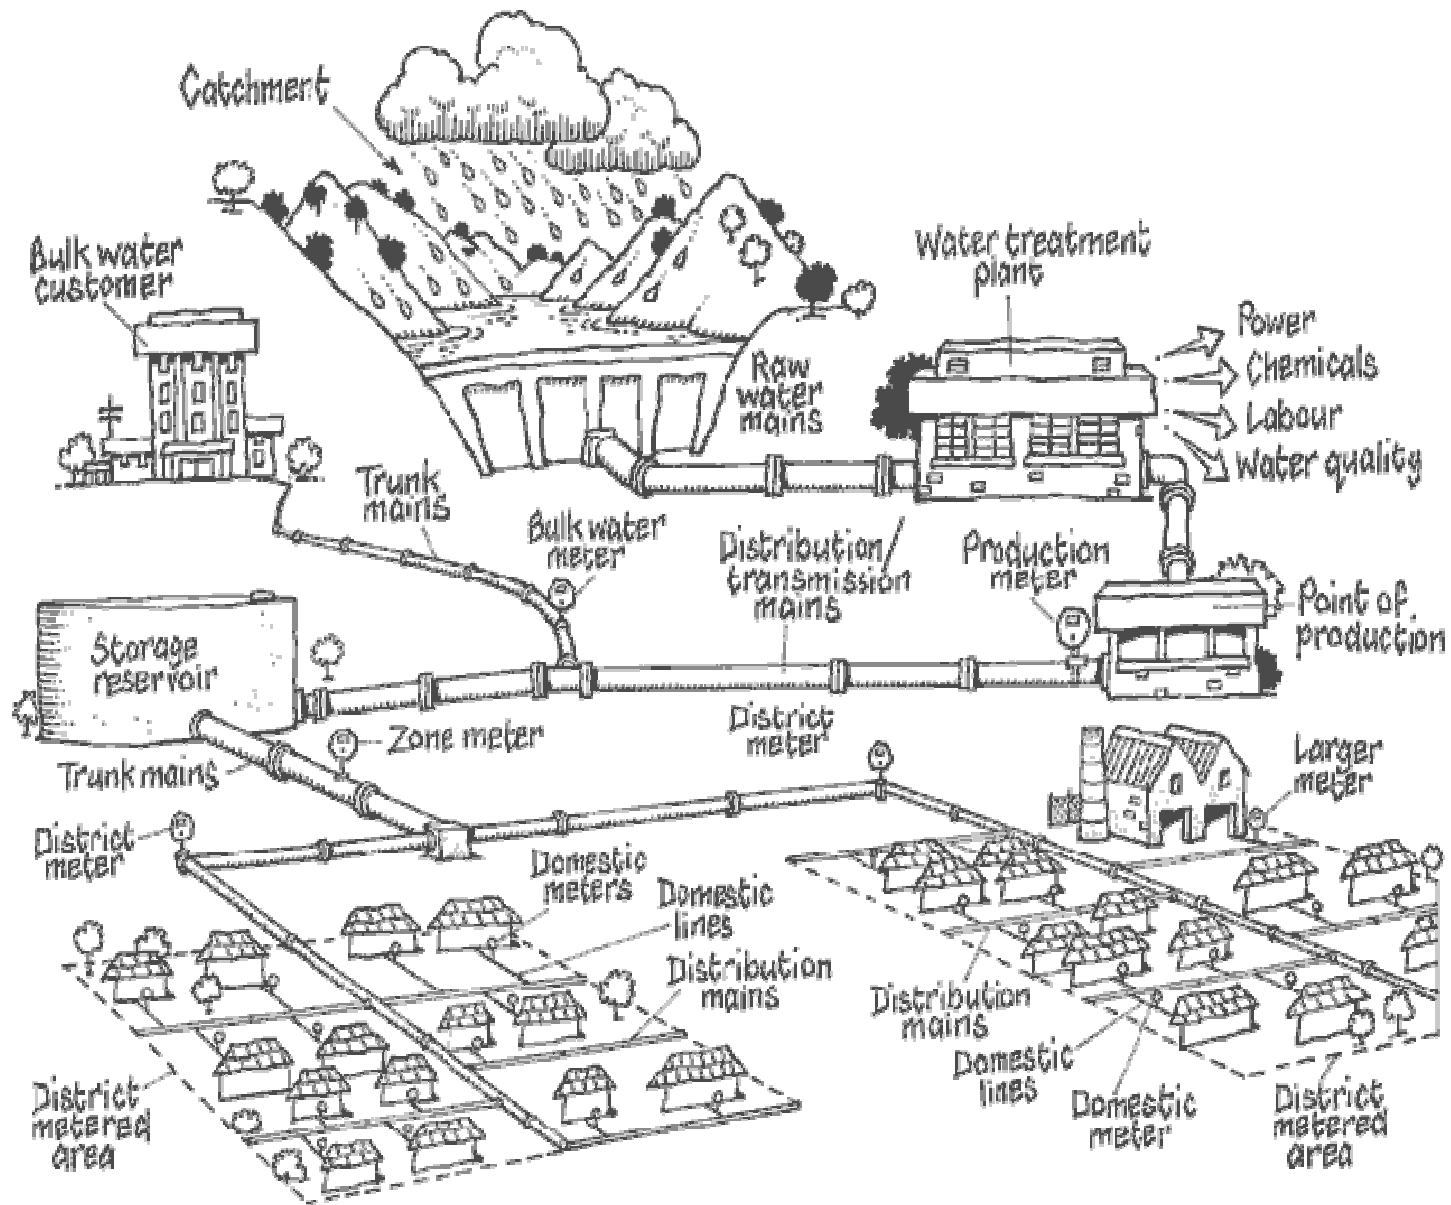 Catchment
Bulk water
customer
Water treatment
plant
Power
Chemicals
Labour
Water quality
Raw
water
mains
Trunk
mains
Bulk water
meter
Distribution
transmission
mains
Production
meter
Point of
production
Storage
reservoir
Zone meter
District
meter
Larger
meter
Trunk mains
District
meter
Domestic
meters
Domestic
lines
Distribution
mains
Distribution
mains
Domestic
lines
Domestic
meter
District
metered
area
District
metered
area